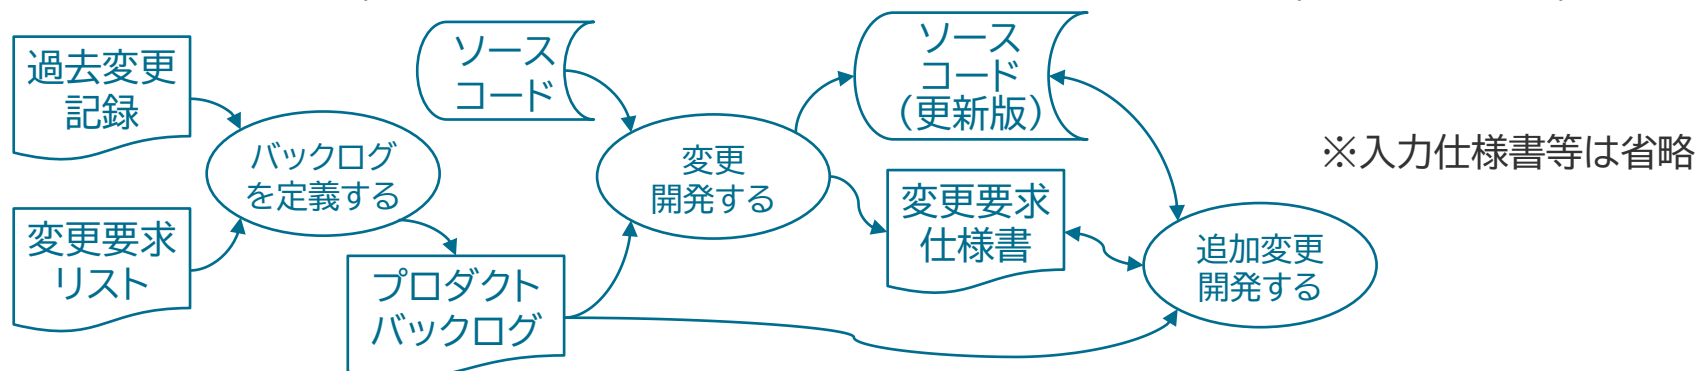 過去変更
記録
変更要求
リスト
バックログ
を定義する
プロダクト
バックログ
ソース
コード
変更
開発する
ソース
コード
（更新版）
変更要求
仕様書
追加変更
開発する
※入力仕様書等は省略